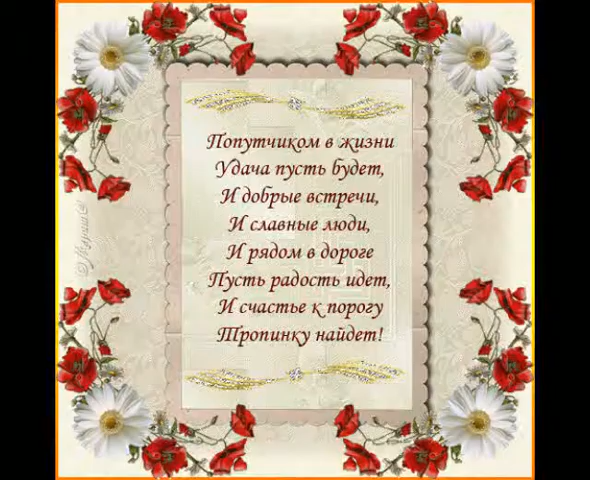 Попутчиком в жизни
Удача пусть будет,
И добрые встречи,
И славные люди,
И рядом в дороге
Пусть радость идет,
И счастье к порогу
Тропинку найдет!